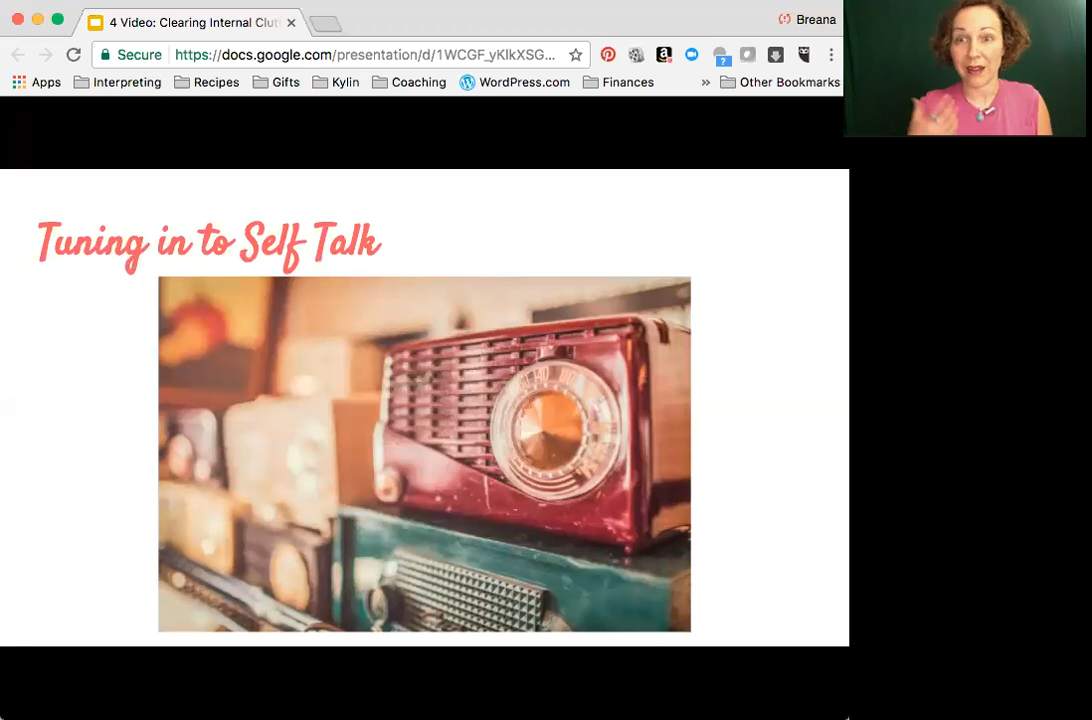 4 Video: Clearing Internal Clut
Breana
Secure
https://docs.google.com/presentation/d/1WCGF_yKlkXSG...
?
Apps
Interpreting
Recipes
Gifts
Kylin
Coaching
WordPress.com
Finances
»
Other Bookmarks
Tuning in to Self Talk